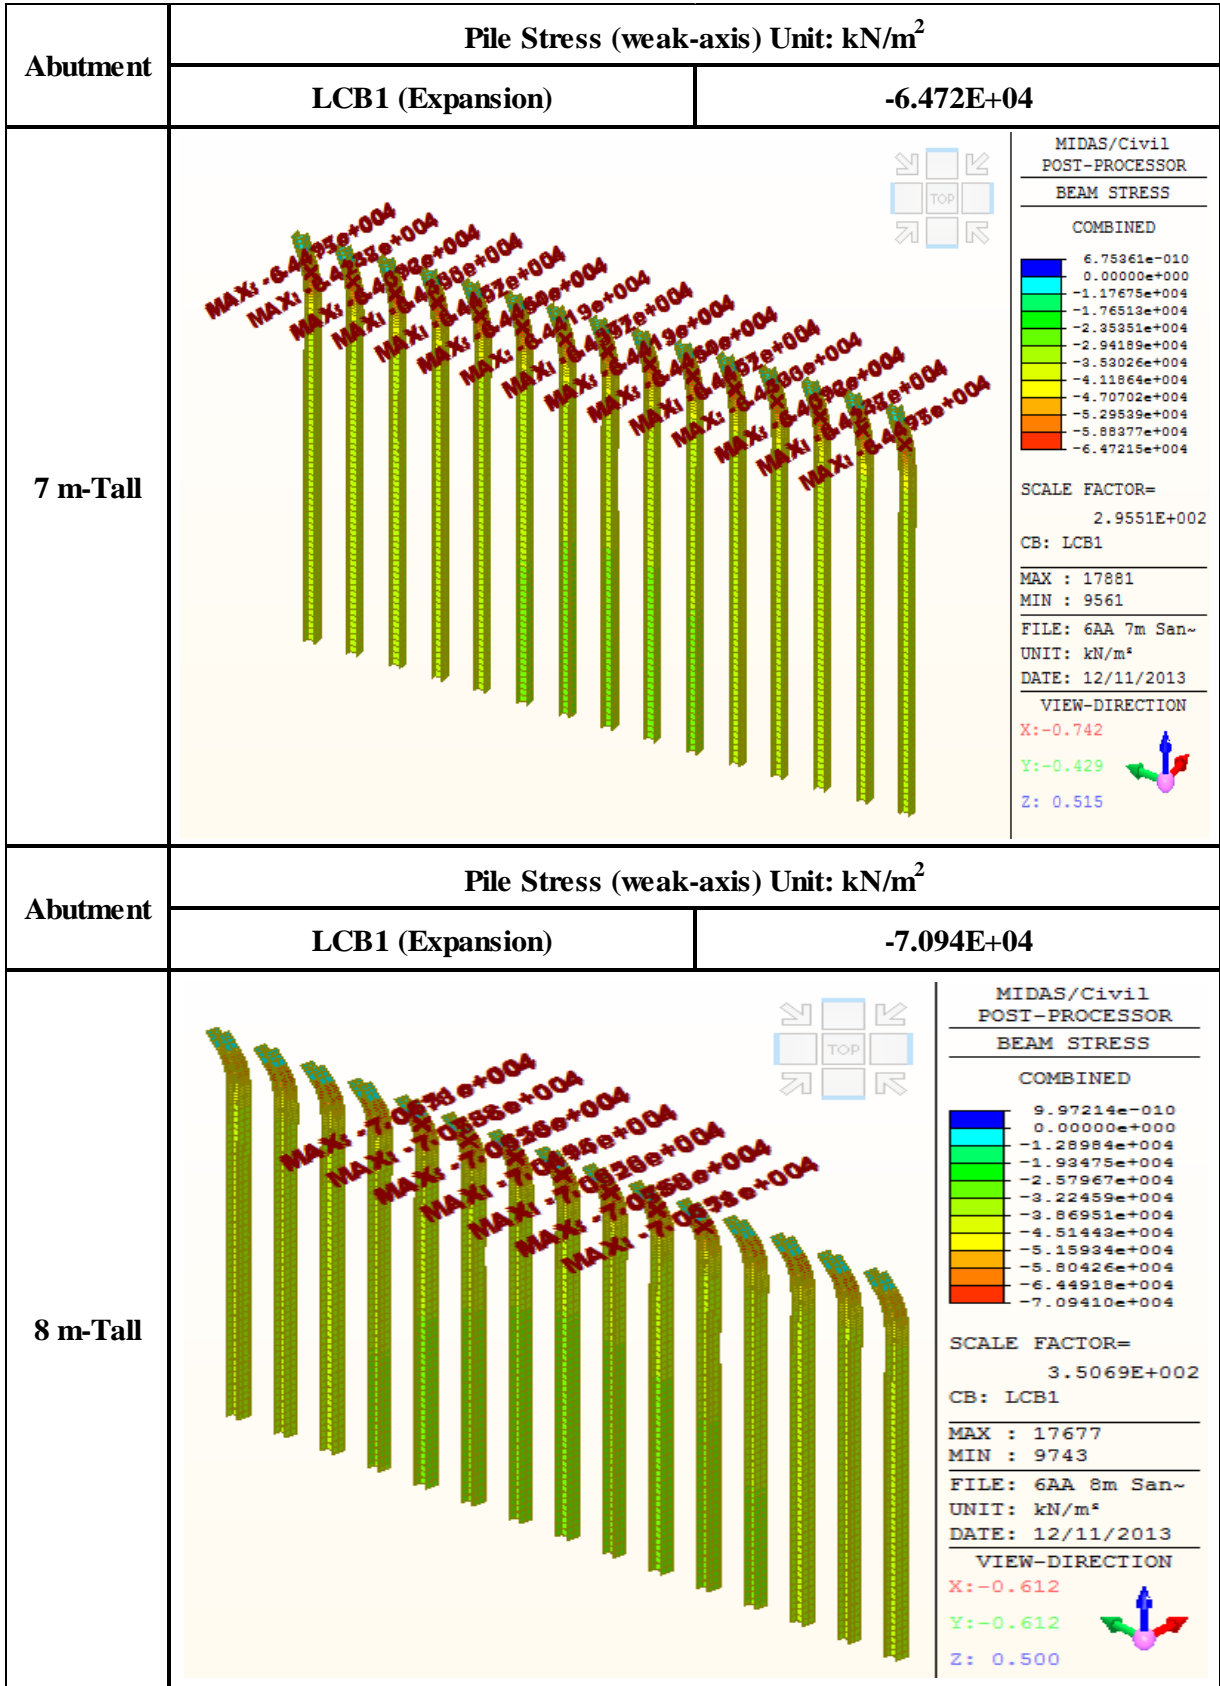 Abutment
Pile Stress (weak-axis) Unit: kN/m²
LCB1 (Expansion)
-6.472E+04
7 m-Tall
TOP
MIDAS/Civil
POST-PROCESSOR
BEAM STRESS
COMBINED
6.75361e-010
0.00000e+000
-1.17675e+004
-1.76513e+004
-2.35351e+004
-2.94189e+004
-3.53026e+004
-4.11864e+004
-4.70702e+004
-5.29539e+004
-5.88377e+004
-6.47215e+004
SCALE FACTOR=
2.9551E+002
CB: LCB1
MAX : 17881
MIN : 9561
FILE: 6AA 7m San~
UNIT: kN/m²
DATE: 12/11/2013
VIEW-DIRECTION
X:-0.742
Y:-0.429
Z: 0.515
Abutment
Pile Stress (weak-axis) Unit: kN/m²
LCB1 (Expansion)
-7.094E+04
8 m-Tall
TOP
MIDAS/Civil
POST-PROCESSOR
BEAM STRESS
COMBINED
9.97214e-010
0.00000e+000
-1.28984e+004
-1.93475e+004
-2.57967e+004
-3.22459e+004
-3.86951e+004
-4.51443e+004
-5.15934e+004
-5.80426e+004
-6.44918e+004
-7.09410e+004
SCALE FACTOR=
3.5069E+002
CB: LCB1
MAX : 17677
MIN : 9743
FILE: 6AA 8m San~
UNIT: kN/m²
DATE: 12/11/2013
VIEW-DIRECTION
X:-0.612
Y:-0.612
Z: 0.500